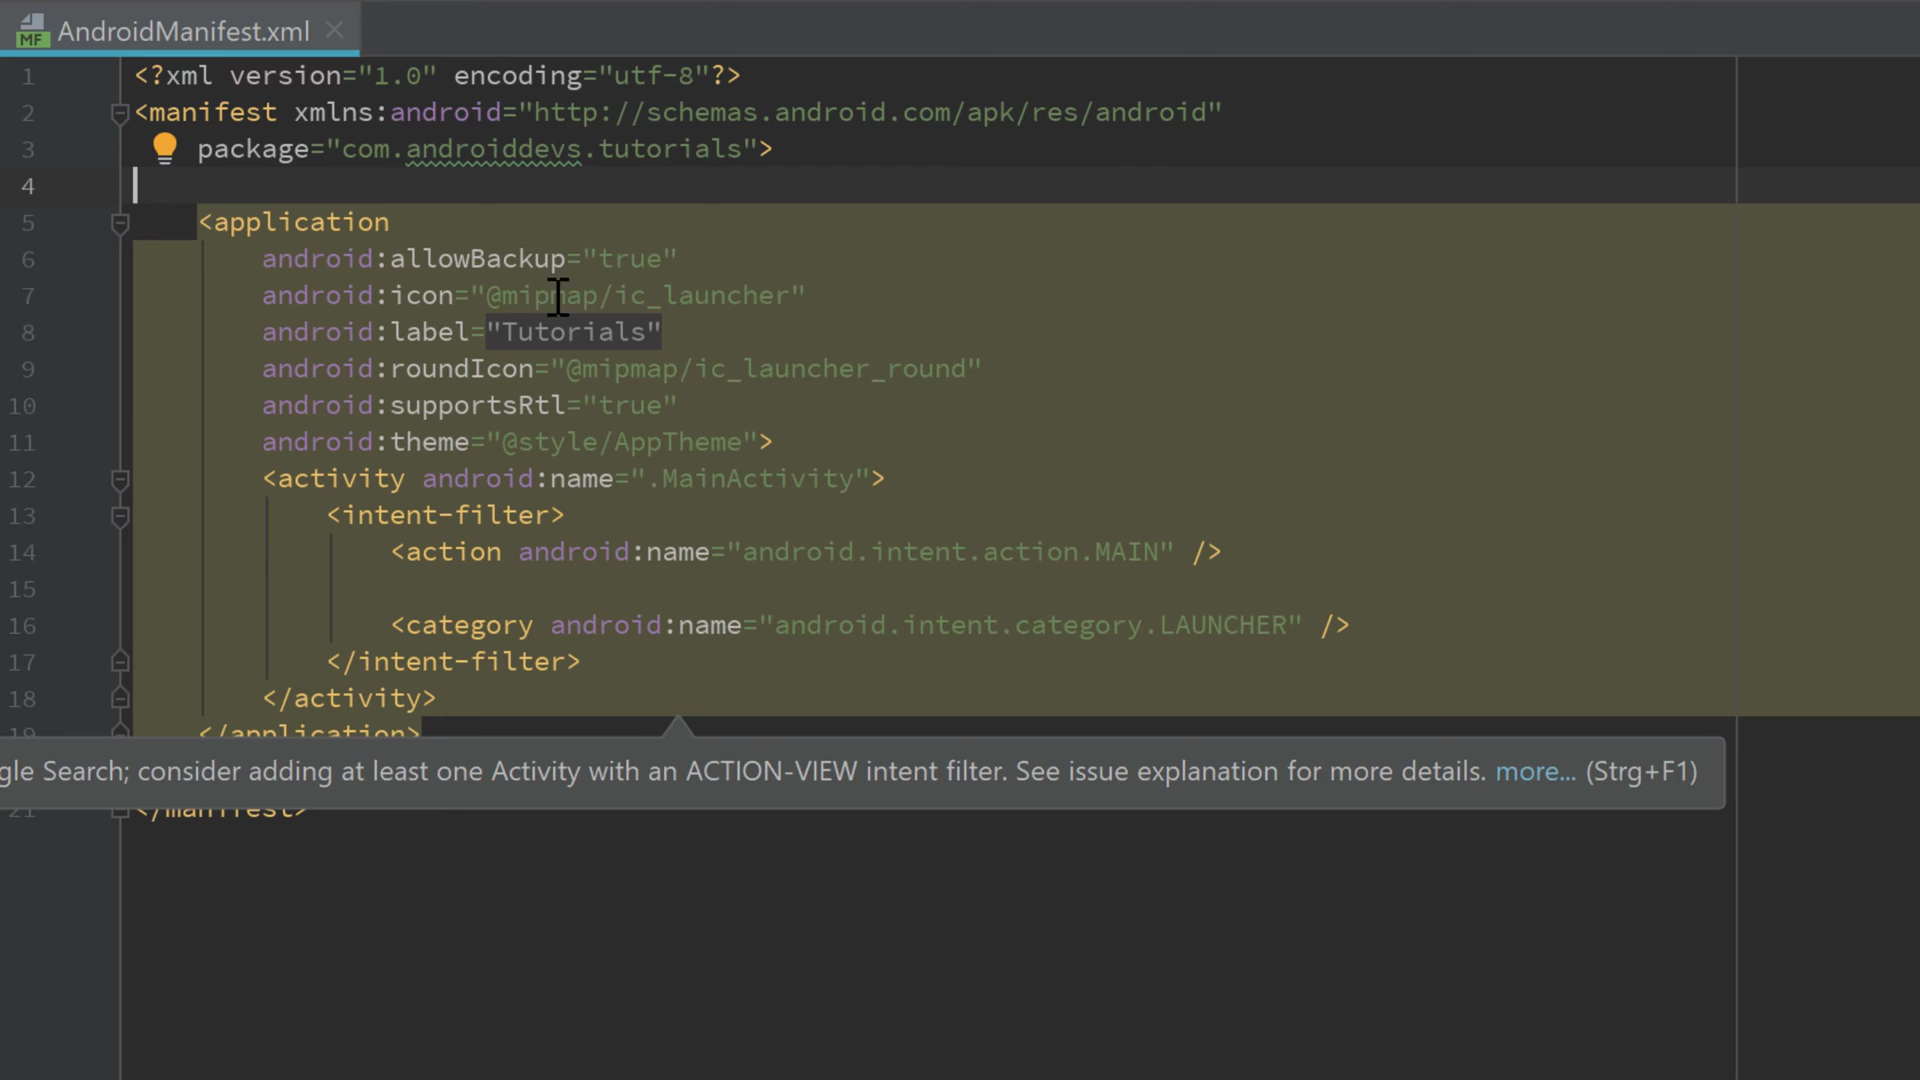 AndroidManifest.xml
MF
1 <?xml version="1.0" encoding="utf-8"?>
2 <manifest xmlns:android="http://schemas.android.com/apk/res/android"
3 package="com.androiddevs.tutorials">
4
5 <application
6 android:allowBackup="true"
7 android:icon="@mipmap/ic_launcher"
8 android:label="Tutorials"
9 android:roundIcon="@mipmap/ic_launcher_round"
10 android:supportsRtl="true"
11 android:theme="@style/AppTheme">
12 <activity android:name=".MainActivity">
13 <intent-filter>
14 <action android:name="android.intent.action.MAIN" />
15
16 <category android:name="android.intent.category.LAUNCHER" />
17 </intent-filter>
18 </activity>
19 </application>
gle Search; consider adding at least one Activity with an ACTION-VIEW intent filter. See issue explanation for more details. more... (Strg+F1)
21 </manifest>